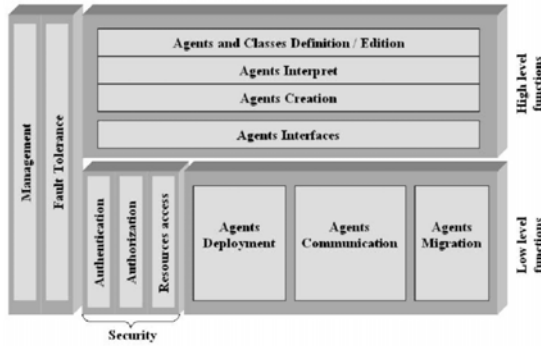 Management
Fault Tolerance
Agents and Classes Definition / Edition
Agents Interpret
Agents Creation
Agents Interfaces
High level
functions
Authentication
Authorization
Resources access
Agents
Deployment
Agents
Communication
Agents
Migration
Low level
functions
Security